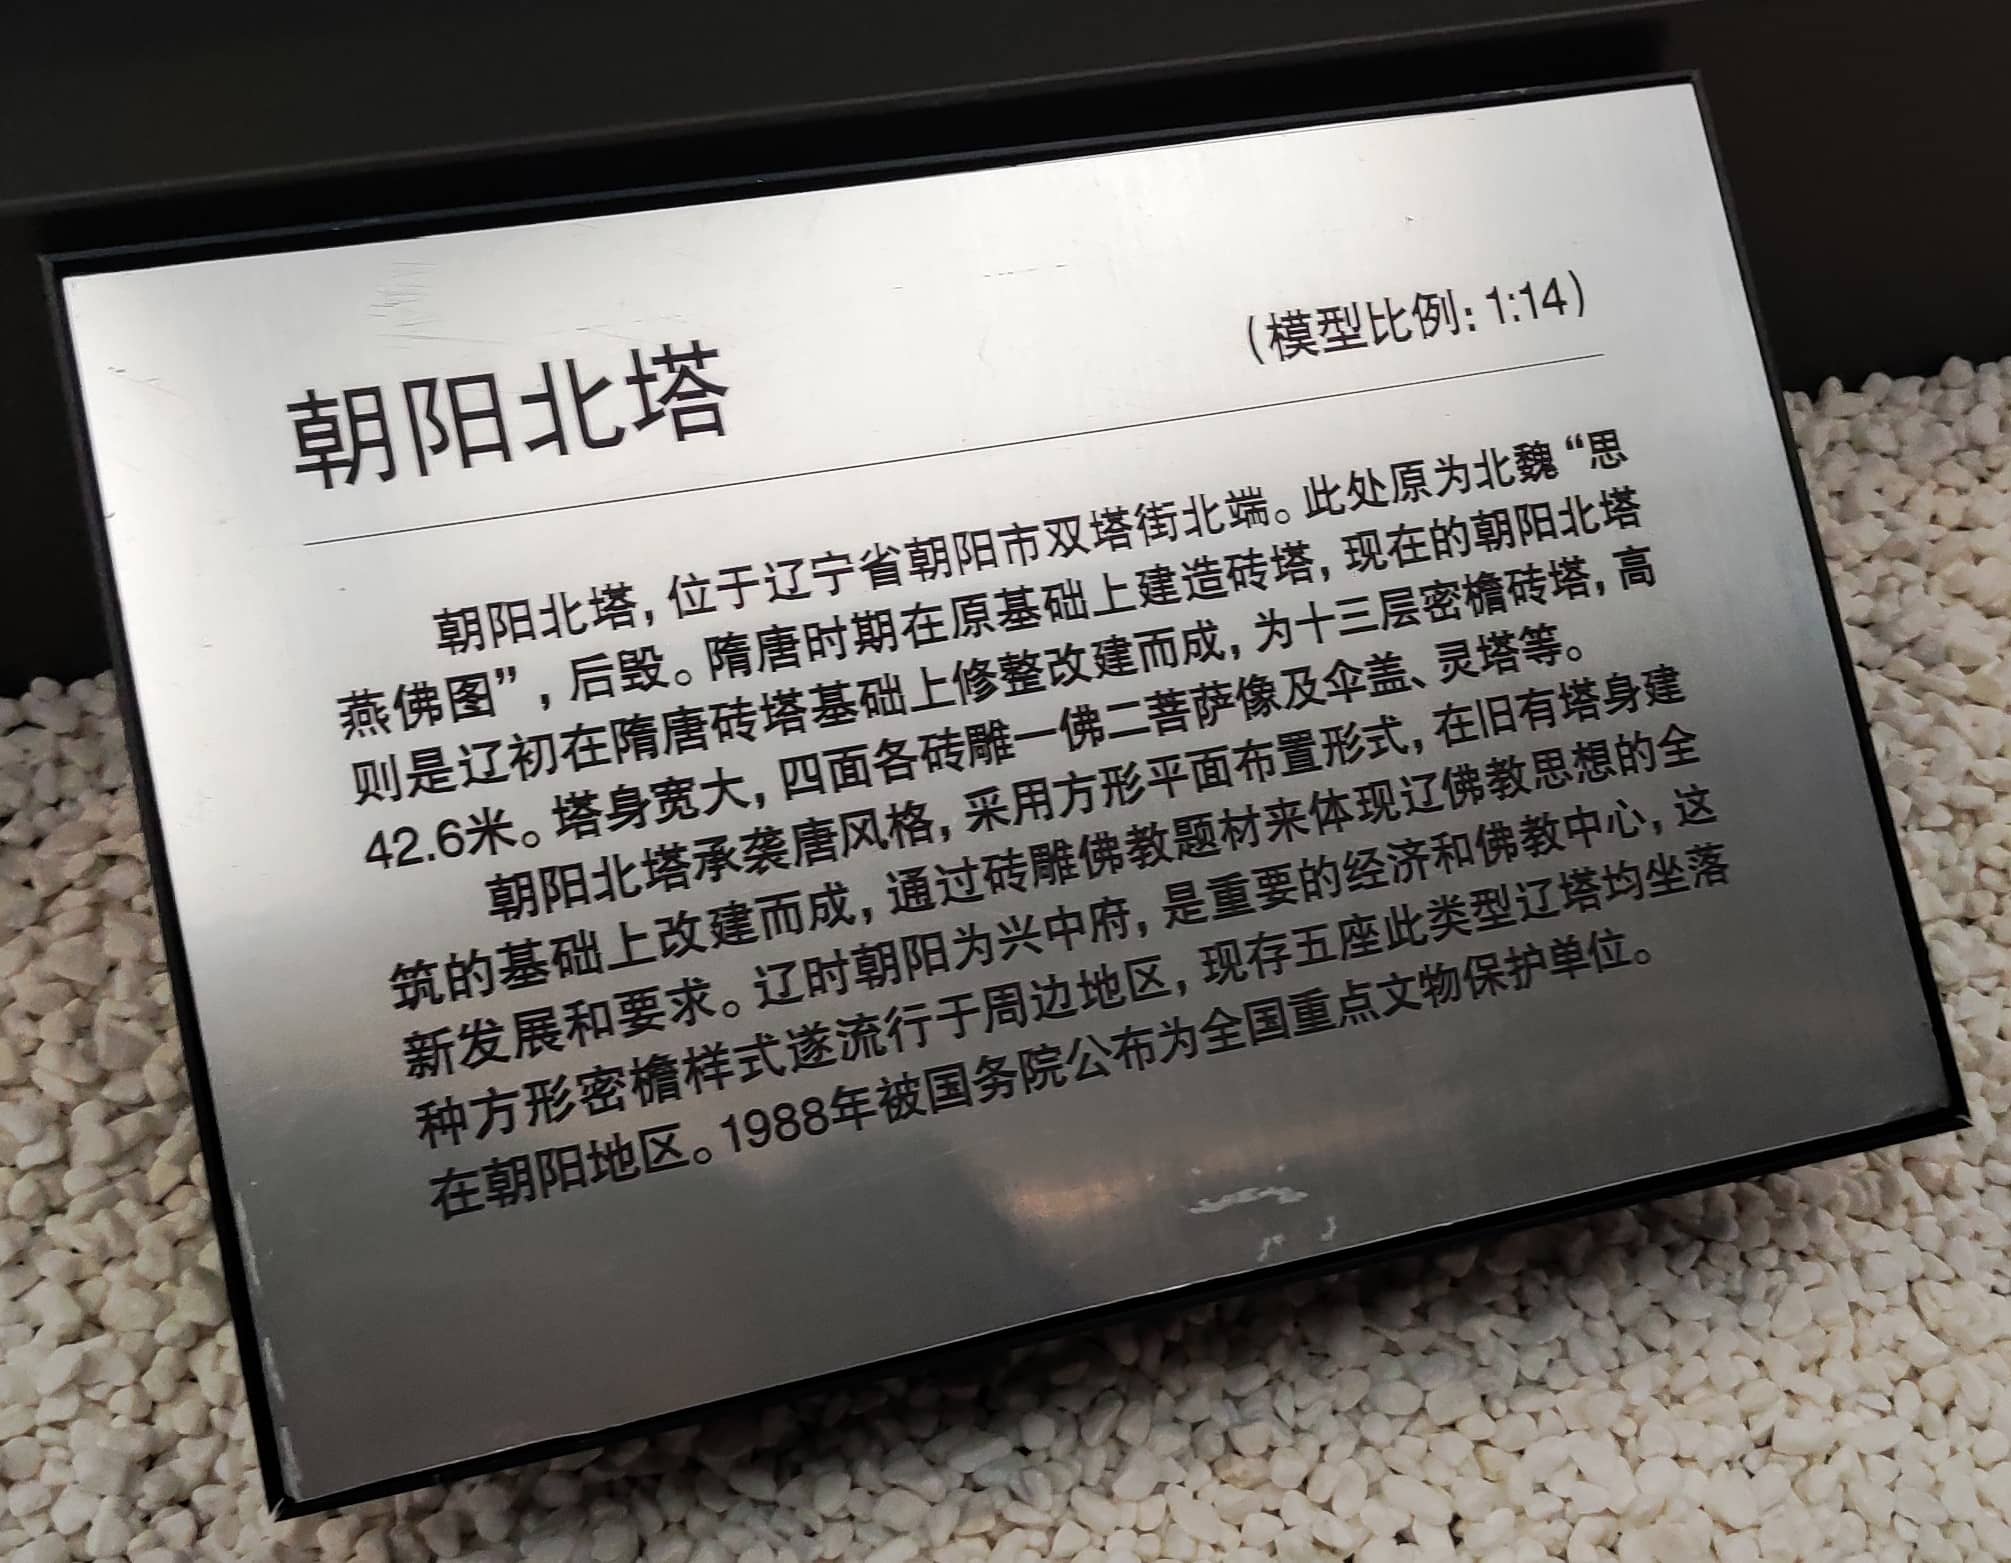 朝阳北塔
（模型比例：1:14）
朝阳北塔，位于辽宁省朝阳市双塔街北端。此处原为北魏“思
燕佛图”，后毁。隋唐时期在原基础上建造砖塔，现在的朝阳北塔
则是辽初在隋唐砖塔基础上修整改建而成，为十三层密檐砖塔，高
42.6米。塔身宽大，四面各砖雕一佛二菩萨像及伞盖、灵塔等。
朝阳北塔承袭唐风格，采用方形平面布置形式，在旧有塔身建
筑的基础上改建而成，通过砖雕佛教题材来体现辽佛教思想的全
新发展和要求。辽时朝阳为兴中府，是重要的经济和佛教中心，这
种方形密檐样式遂流行于周边地区，现存五座此类型辽塔均坐落
在朝阳地区。1988年被国务院公布为全国重点文物保护单位。